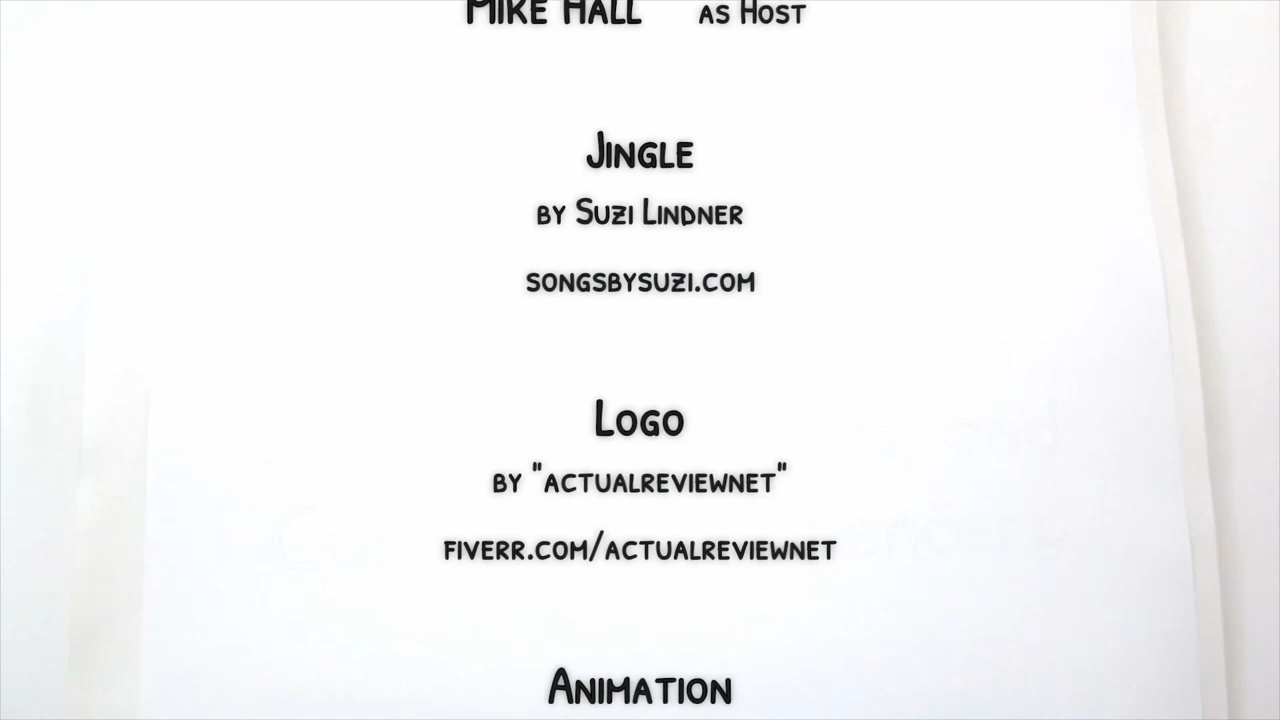 Mike Hall as Host
Jingle
by Suzi Lindner
songsbysuzi.com
Logo
by "actualreviewnet"
fiverr.com/actualreviewnet
Animation